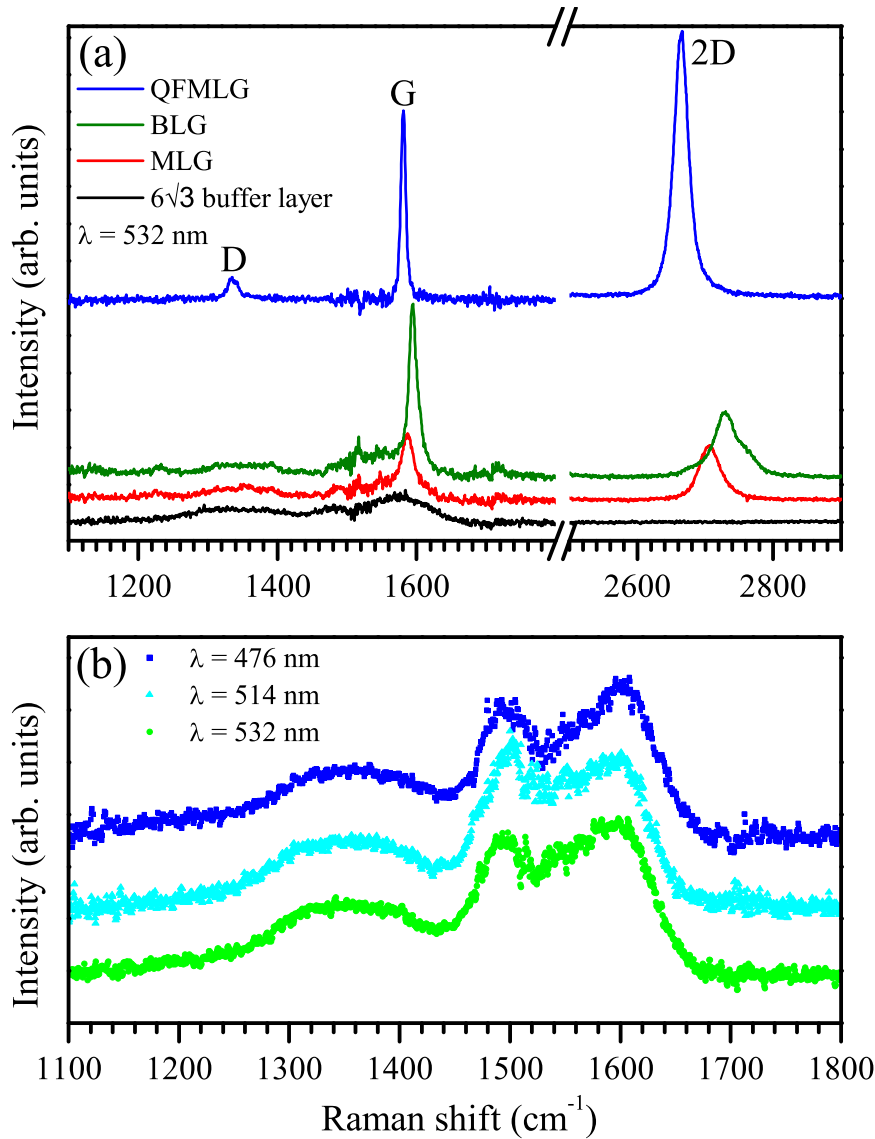 (a)
QFMLG
BLG
MLG
6√3 buffer layer
λ = 532 nm
D
G
2D
Intensity (arb. units)
1200 1400 1600 2600 2800
(b)
λ = 476 nm
λ = 514 nm
λ = 532 nm
Intensity (arb. units)
1100 1200 1300 1400 1500 1600 1700 1800
Raman shift (cm⁻¹)